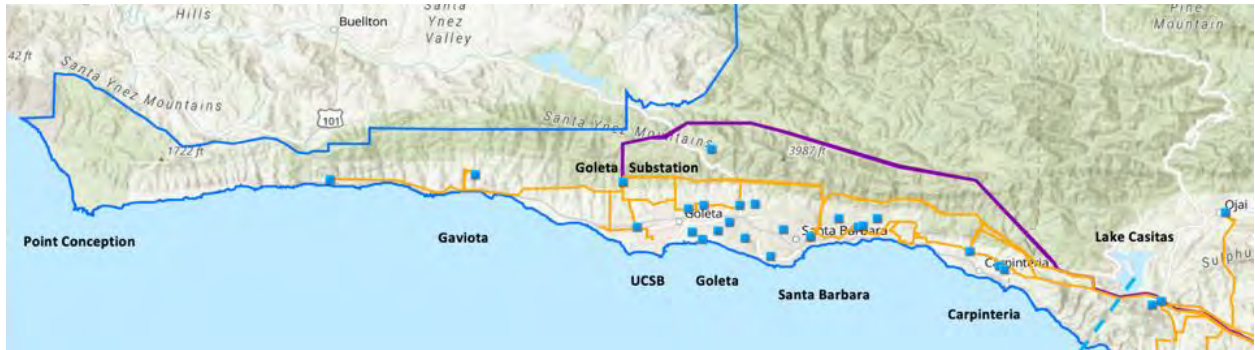 Hills
Buellton
Santa
Ynez
Valley
Pine
Mountain
42 ft
Santa Ynez Mountains
101
Santa Ynez Mountains
1722 ft
3987 ft
Goleta Substation
Ojai
Goleta
Point Conception
Gaviota
Santa Barbara
Lake Casitas
Sulphu
Carpinteria
UCSB
Goleta
Santa Barbara
Carpinteria